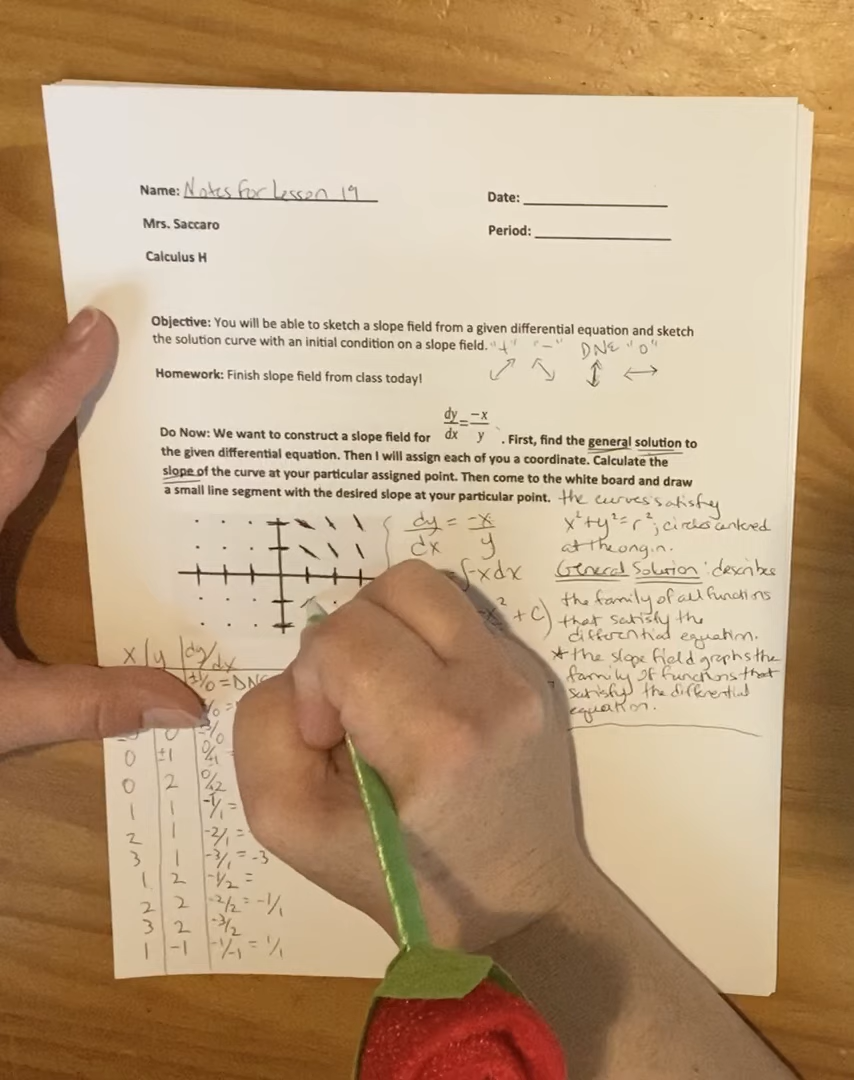 Name: Notes for Lesson 19
Date:
Mrs. Saccaro
Period:
Calculus H
Objective: You will be able to sketch a slope field from a given differential equation and sketch
the solution curve with an initial condition on a slope field. "+" "-" DNE "0"
Homework: Finish slope field from class today!
Do Now: We want to construct a slope field for dy/dx = -x/y . First, find the general solution to
the given differential equation. Then I will assign each of you a coordinate. Calculate the
slope of the curve at your particular assigned point. Then come to the white board and draw
a small line segment with the desired slope at your particular point.
the curves satisfy
x²+y²=r²; circles centered
at the origin.
General Solution: describes
the family of all functions
that satisfy the
differential equation.
* the slope field graphs the
family of functions that
satisfy the differential
equation.
dy/dx = -x/y
= ∫-xdx
-x² + C)
x | y | dy/dx
±1/0 = DNE
0
0 ±1 0/±1 =
0 2 0/±2
1 1 -1/1 =
2 1 -2/1 =
3 1 -3/1 = -3
1 2 -1/2 =
2 2 -2/2 = -1/1
3 2 -3/2
1 -1 -1/-1 = 1/1